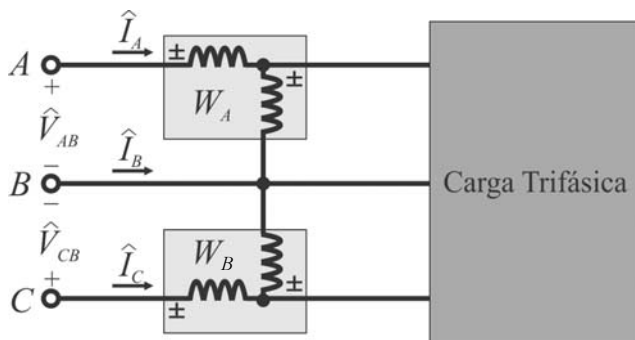 Î_A
A
±
±
+
W_A
V̂_AB
Î_B
−
B
Carga Trifásica
−
V̂_CB
W_B
+
Î_C
±
C
±